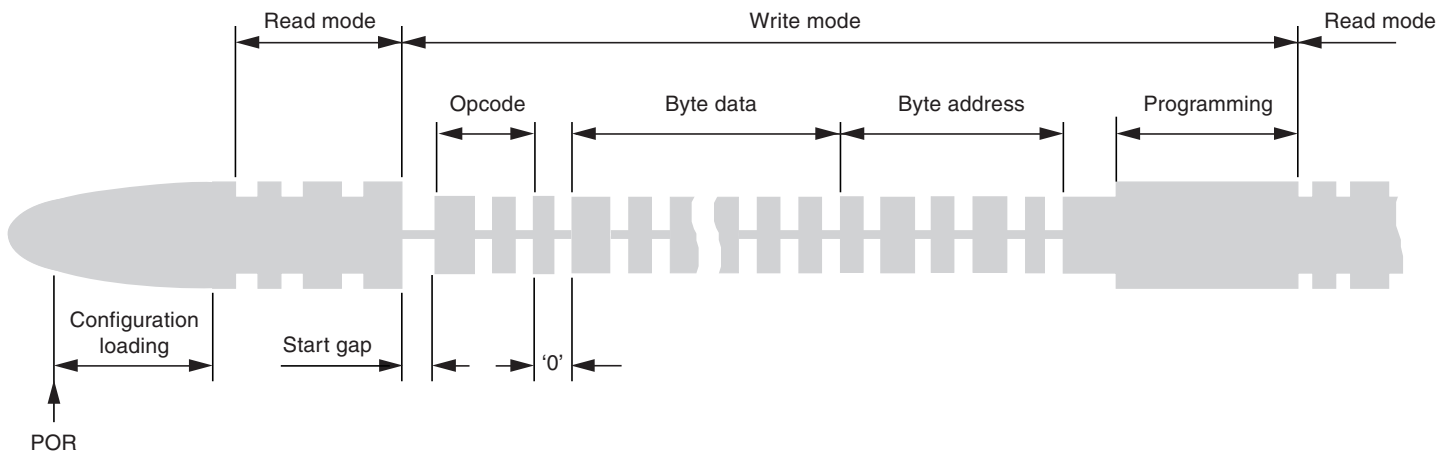 Read mode
Write mode
Read mode
Opcode
Byte data
Byte address
Programming
Configuration
loading
Start gap
‘0’
POR